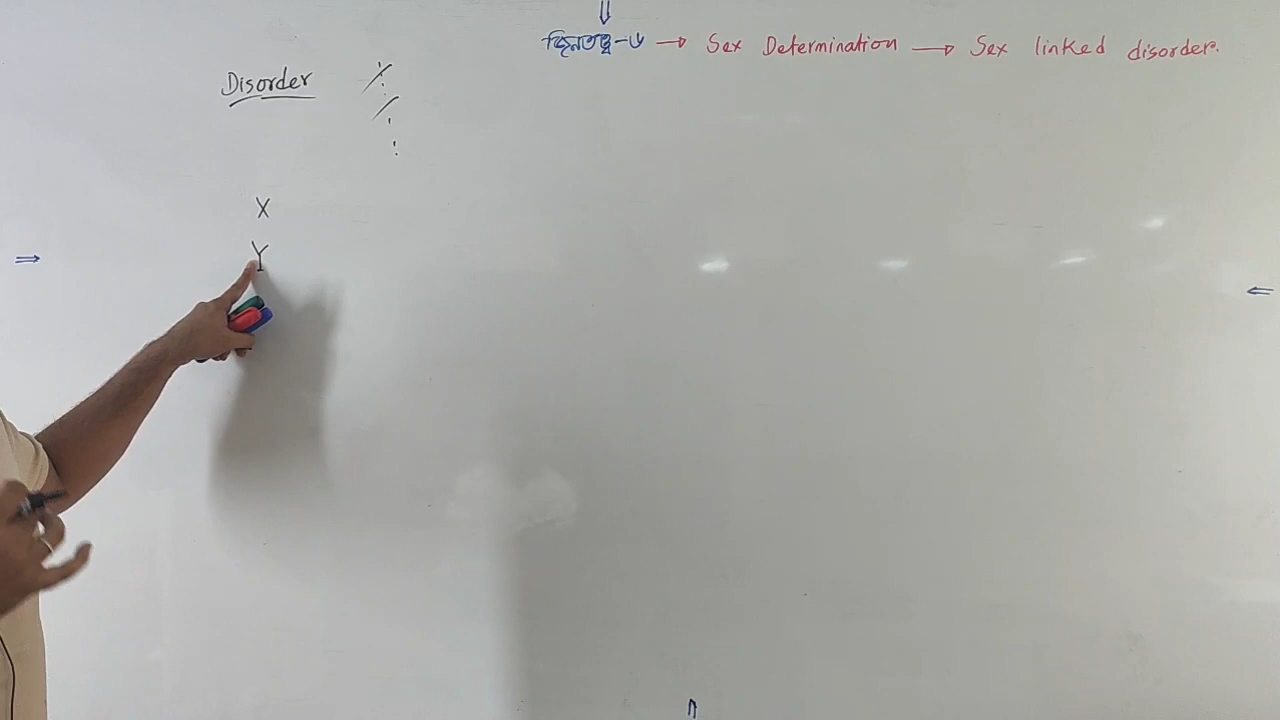 জিনতত্ত্ব-৬ → Sex Determination → Sex linked disorder.
Disorder
X
Y